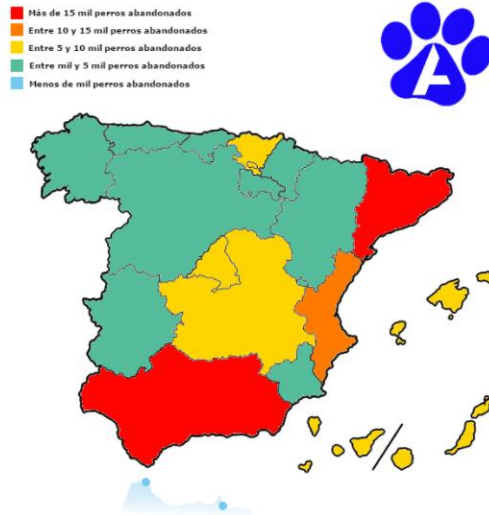 Más de 15 mil perros abandonados
Entre 10 y 15 mil perros abandonados
Entre 5 y 10 mil perros abandonados
Entre mil y 5 mil perros abandonados
Menos de mil perros abandonados
A